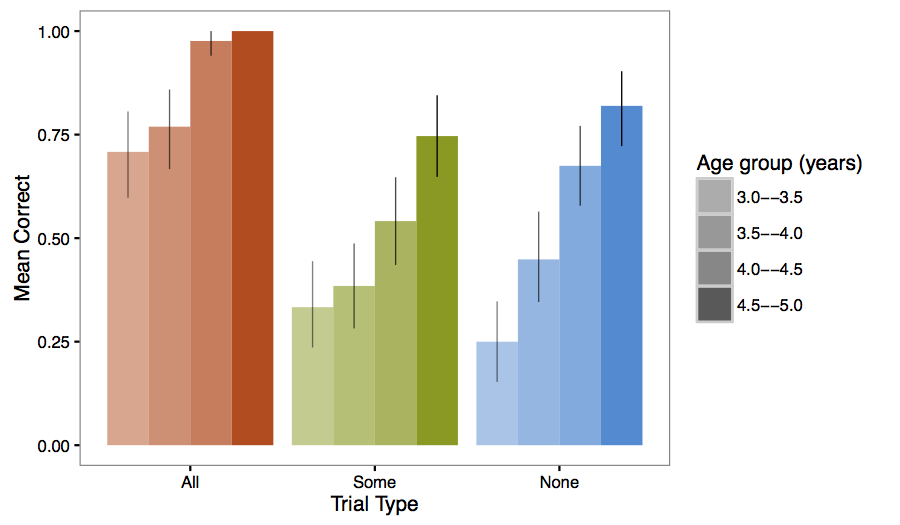 1.00
0.75
0.50
0.25
0.00
Mean Correct
All
Some
None
Trial Type
Age group (years)
3.0−−3.5
3.5−−4.0
4.0−−4.5
4.5−−5.0